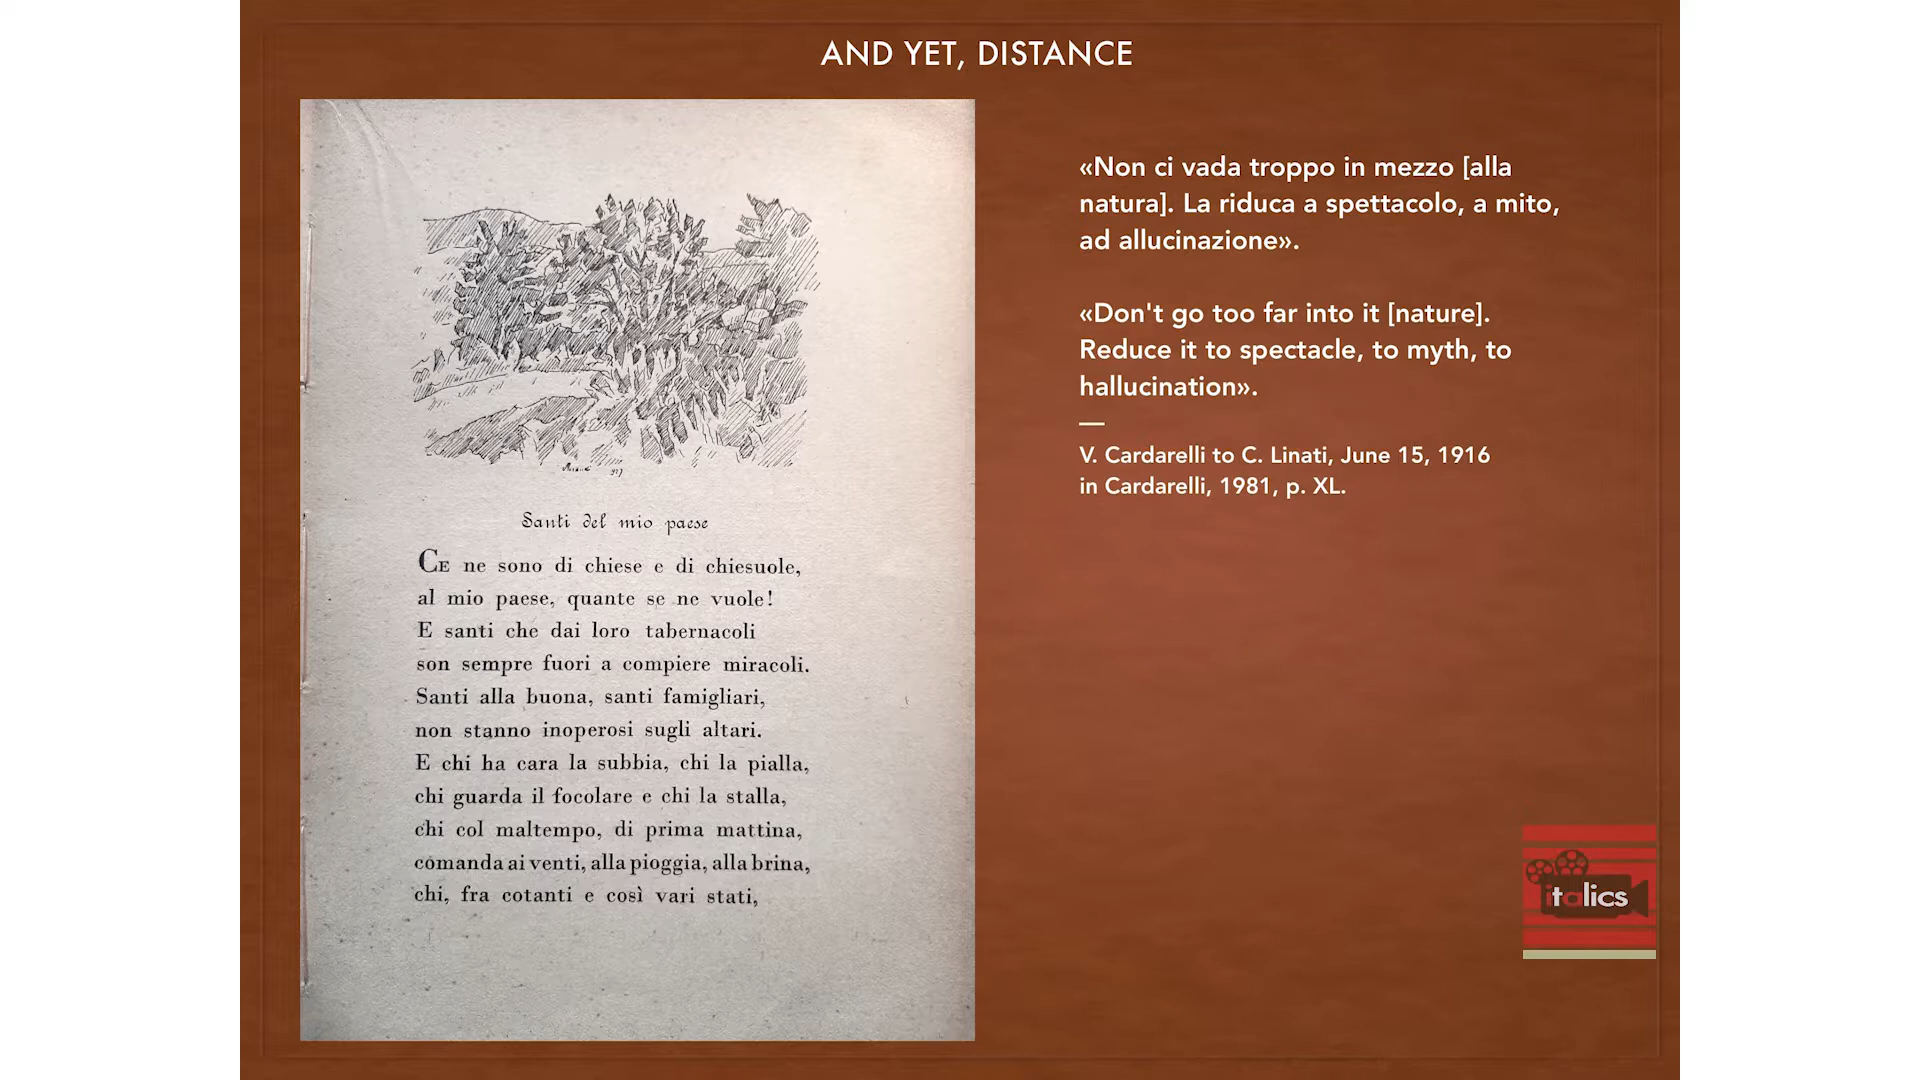 AND YET, DISTANCE
Santi del mio paese
CE ne sono di chiese e di chiesuole,
al mio paese, quante se ne vuole!
E santi che dai loro tabernacoli
son sempre fuori a compiere miracoli.
Santi alla buona, santi famigliari,
non stanno inoperosi sugli altari.
E chi ha cara la subbia, chi la pialla,
chi guarda il focolare e chi la stalla,
chi col maltempo, di prima mattina,
comanda ai venti, alla pioggia, alla brina,
chi, fra cotanti e così vari stati,
«Non ci vada troppo in mezzo [alla
natura]. La riduca a spettacolo, a mito,
ad allucinazione».
«Don't go too far into it [nature].
Reduce it to spectacle, to myth, to
hallucination».
—
V. Cardarelli to C. Linati, June 15, 1916
in Cardarelli, 1981, p. XL.
italics